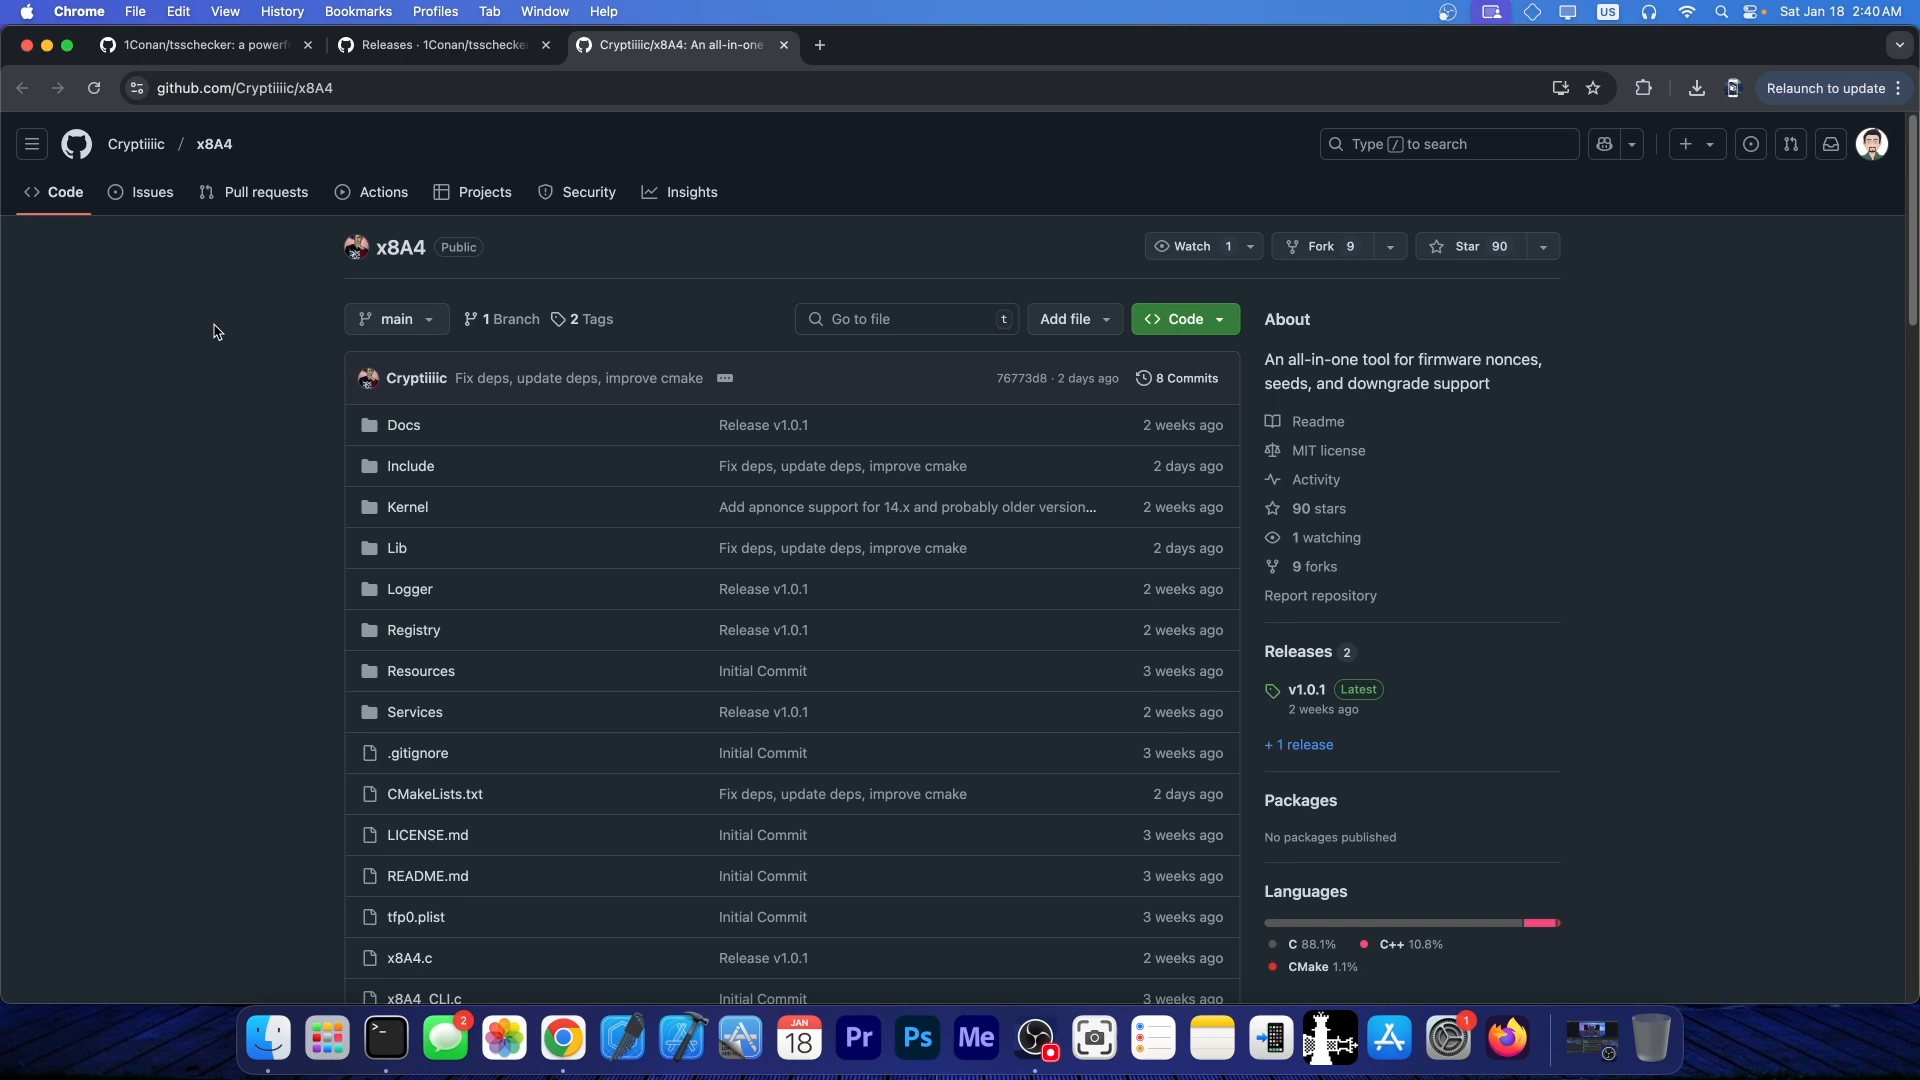 Chrome File Edit View History Bookmarks Profiles Tab Window Help US Sat Jan 18 2:40 AM
1Conan/tsschecker: a powerf Releases · 1Conan/tsschecke Cryptiiiic/x8A4: An all-in-one
github.com/Cryptiiiic/x8A4 Relaunch to update
Cryptiiiic / x8A4 Type / to search
Code Issues Pull requests Actions Projects Security Insights
x8A4 Public Watch 1 Fork 9 Star 90
main 1 Branch 2 Tags Go to file t Add file Code
Cryptiiiic Fix deps, update deps, improve cmake 76773d8 · 2 days ago 8 Commits
Docs Release v1.0.1 2 weeks ago
Include Fix deps, update deps, improve cmake 2 days ago
Kernel Add apnonce support for 14.x and probably older version... 2 weeks ago
Lib Fix deps, update deps, improve cmake 2 days ago
Logger Release v1.0.1 2 weeks ago
Registry Release v1.0.1 2 weeks ago
Resources Initial Commit 3 weeks ago
Services Release v1.0.1 2 weeks ago
.gitignore Initial Commit 3 weeks ago
CMakeLists.txt Fix deps, update deps, improve cmake 2 days ago
LICENSE.md Initial Commit 3 weeks ago
README.md Initial Commit 3 weeks ago
tfp0.plist Initial Commit 3 weeks ago
x8A4.c Release v1.0.1 2 weeks ago
x8A4_CLI.c Initial Commit 3 weeks ago
About
An all-in-one tool for firmware nonces,
seeds, and downgrade support
Readme
MIT license
Activity
90 stars
1 watching
9 forks
Report repository
Releases 2
v1.0.1 Latest
2 weeks ago
+ 1 release
Packages
No packages published
Languages
C 88.1% C++ 10.8%
CMake 1.1%
2 JAN 18 Pr Ps Me 1